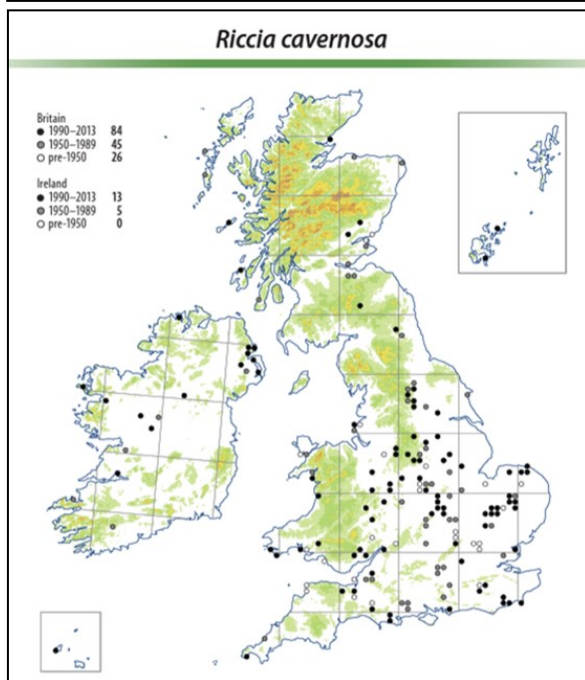 Riccia cavernosa
Britain
1990–2013 84
1950–1989 45
pre-1950 26
Ireland
1990–2013 13
1950–1989 5
pre-1950 0